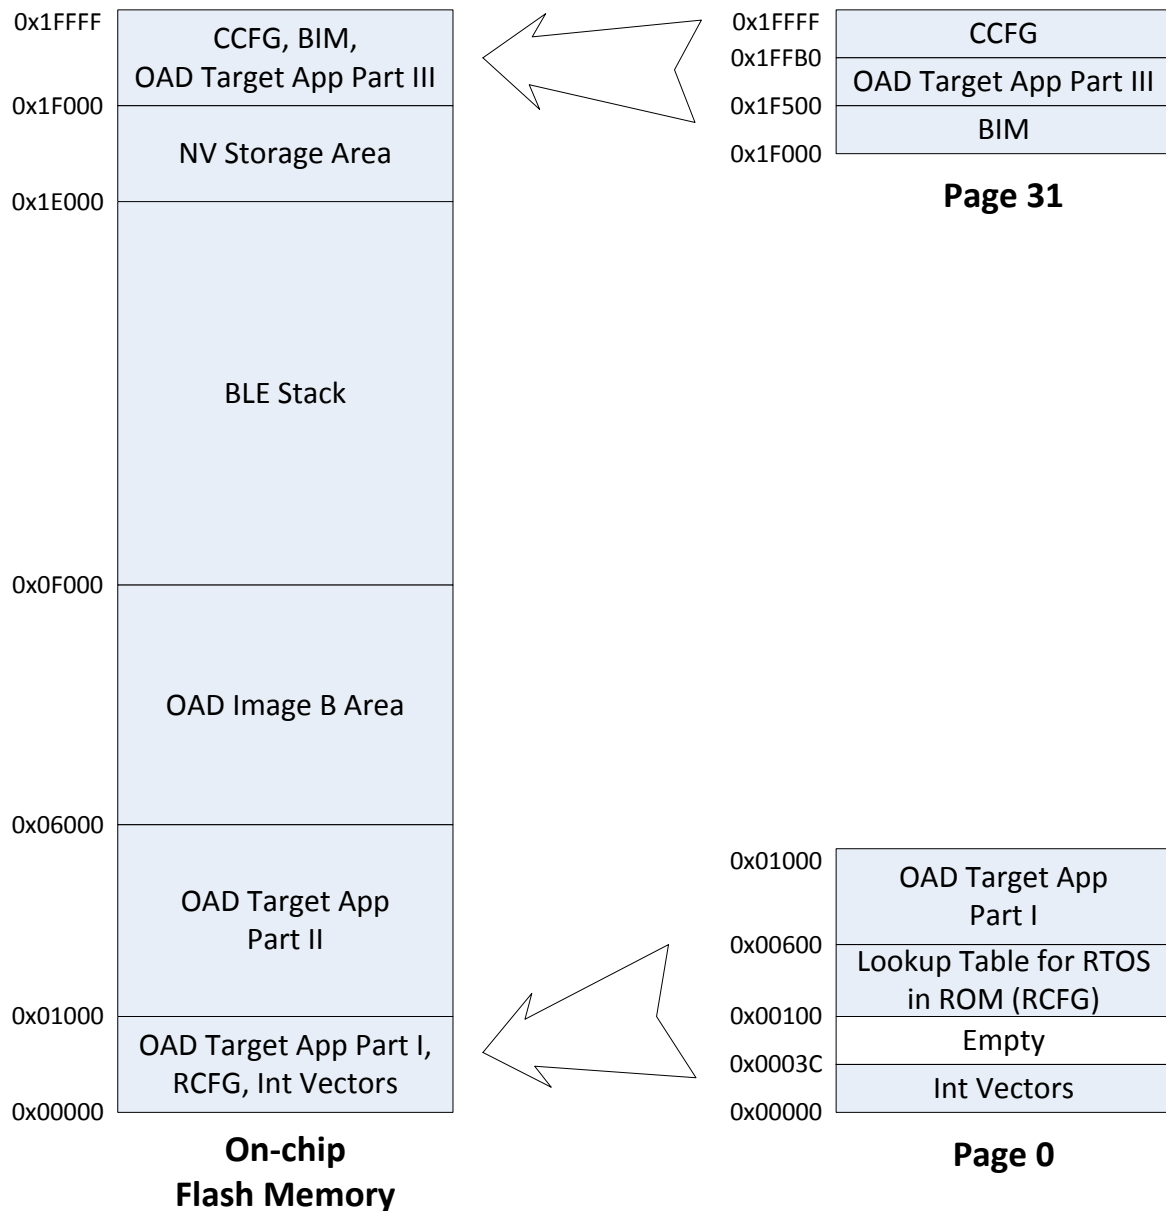 0x1FFFF
CCFG, BIM,
OAD Target App Part III
0x1F000
NV Storage Area
0x1E000
BLE Stack
0x0F000
OAD Image B Area
0x06000
OAD Target App
Part II
0x01000
OAD Target App Part I,
RCFG, Int Vectors
0x00000
On-chip
Flash Memory
0x1FFFF
CCFG
0x1FFB0
OAD Target App Part III
0x1F500
BIM
0x1F000
Page 31
0x01000
OAD Target App
Part I
0x00600
Lookup Table for RTOS
in ROM (RCFG)
0x00100
Empty
0x0003C
Int Vectors
0x00000
Page 0